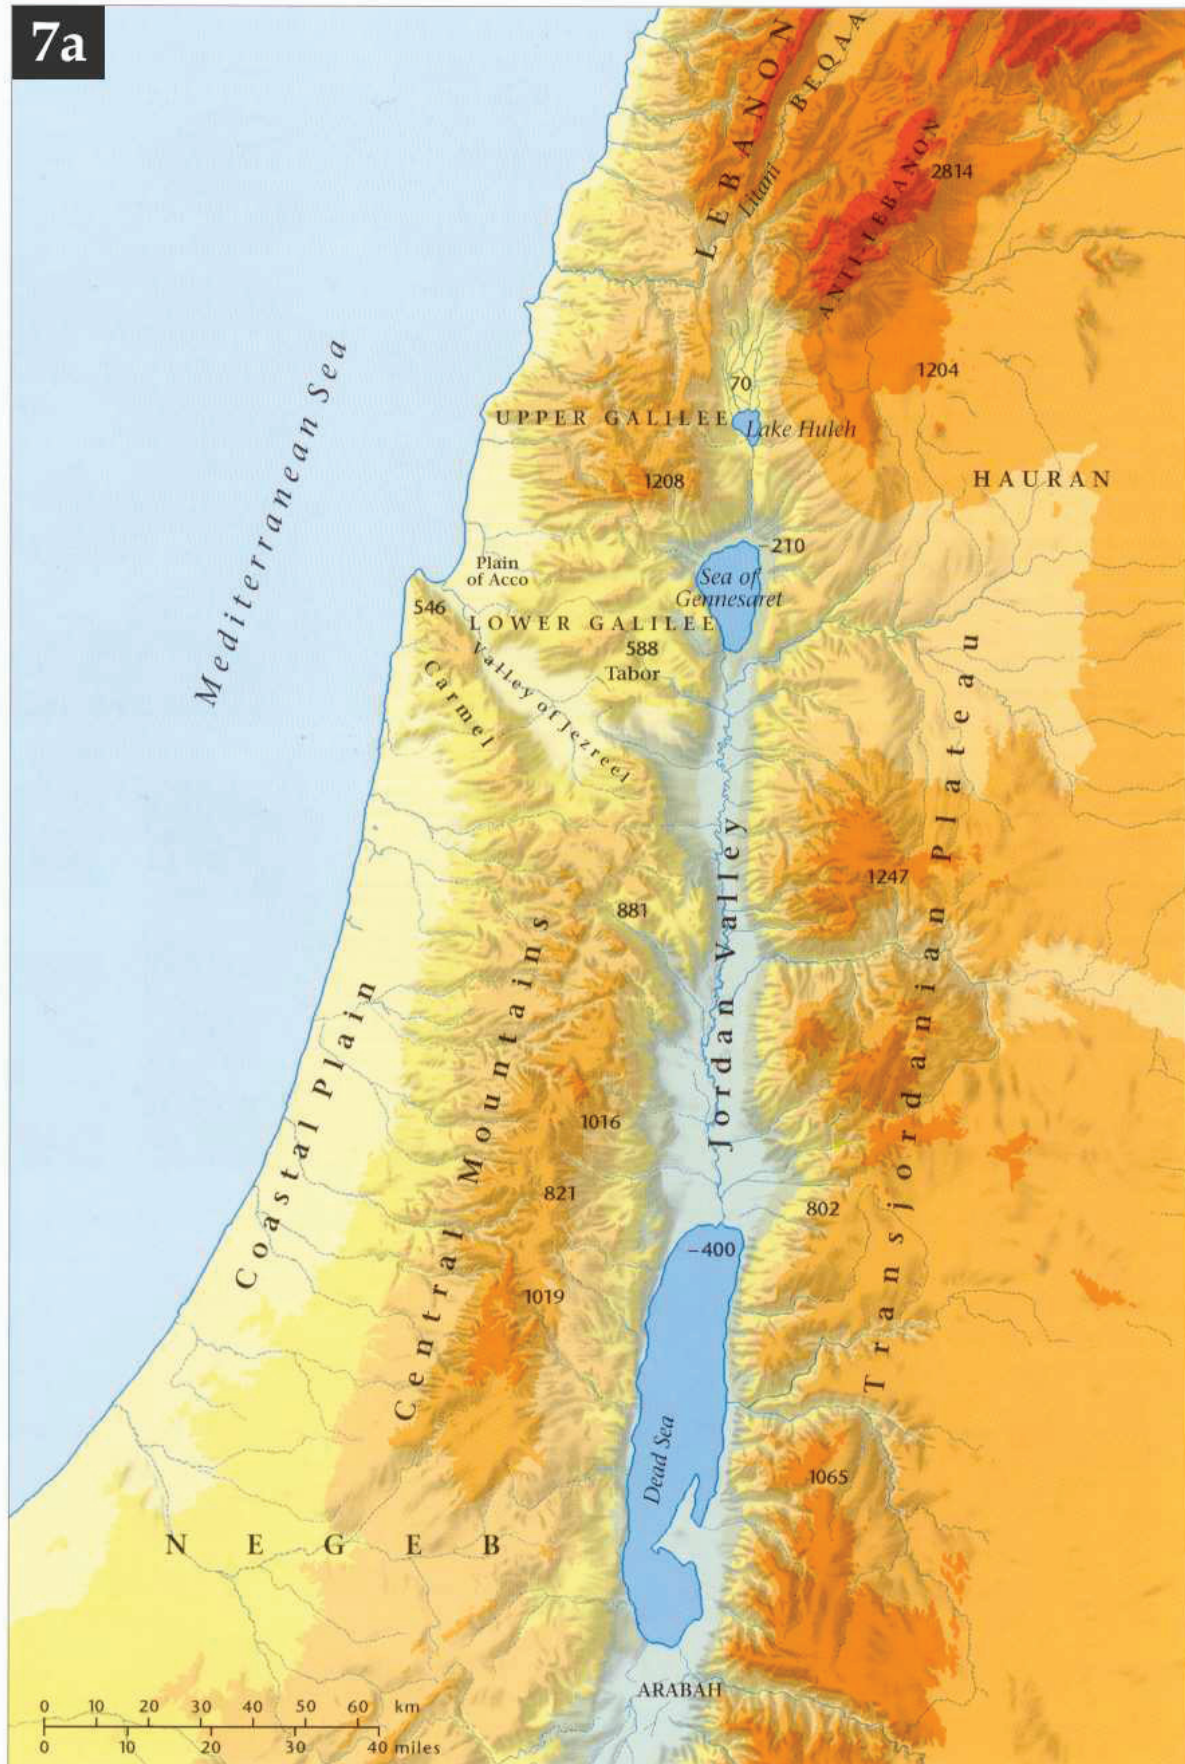 7a
LEBANON
BEQAA
Litani
ANTI-LEBANON
2814
1204
70
UPPER GALILEE
Lake Huleh
1208
HAURAN
Mediterranean Sea
-210
Plain
of Acco
Sea of
Gennesaret
546
LOWER GALILEE
588
Tabor
Carmel
Valley of Jezreel
Transjordanian Plateau
1247
Jordan Valley
881
Central Mountains
Coastal Plain
1016
821
802
-400
1019
Dead Sea
1065
NEGEB
ARABAH
0 10 20 30 40 50 60 km
0 10 20 30 40 miles